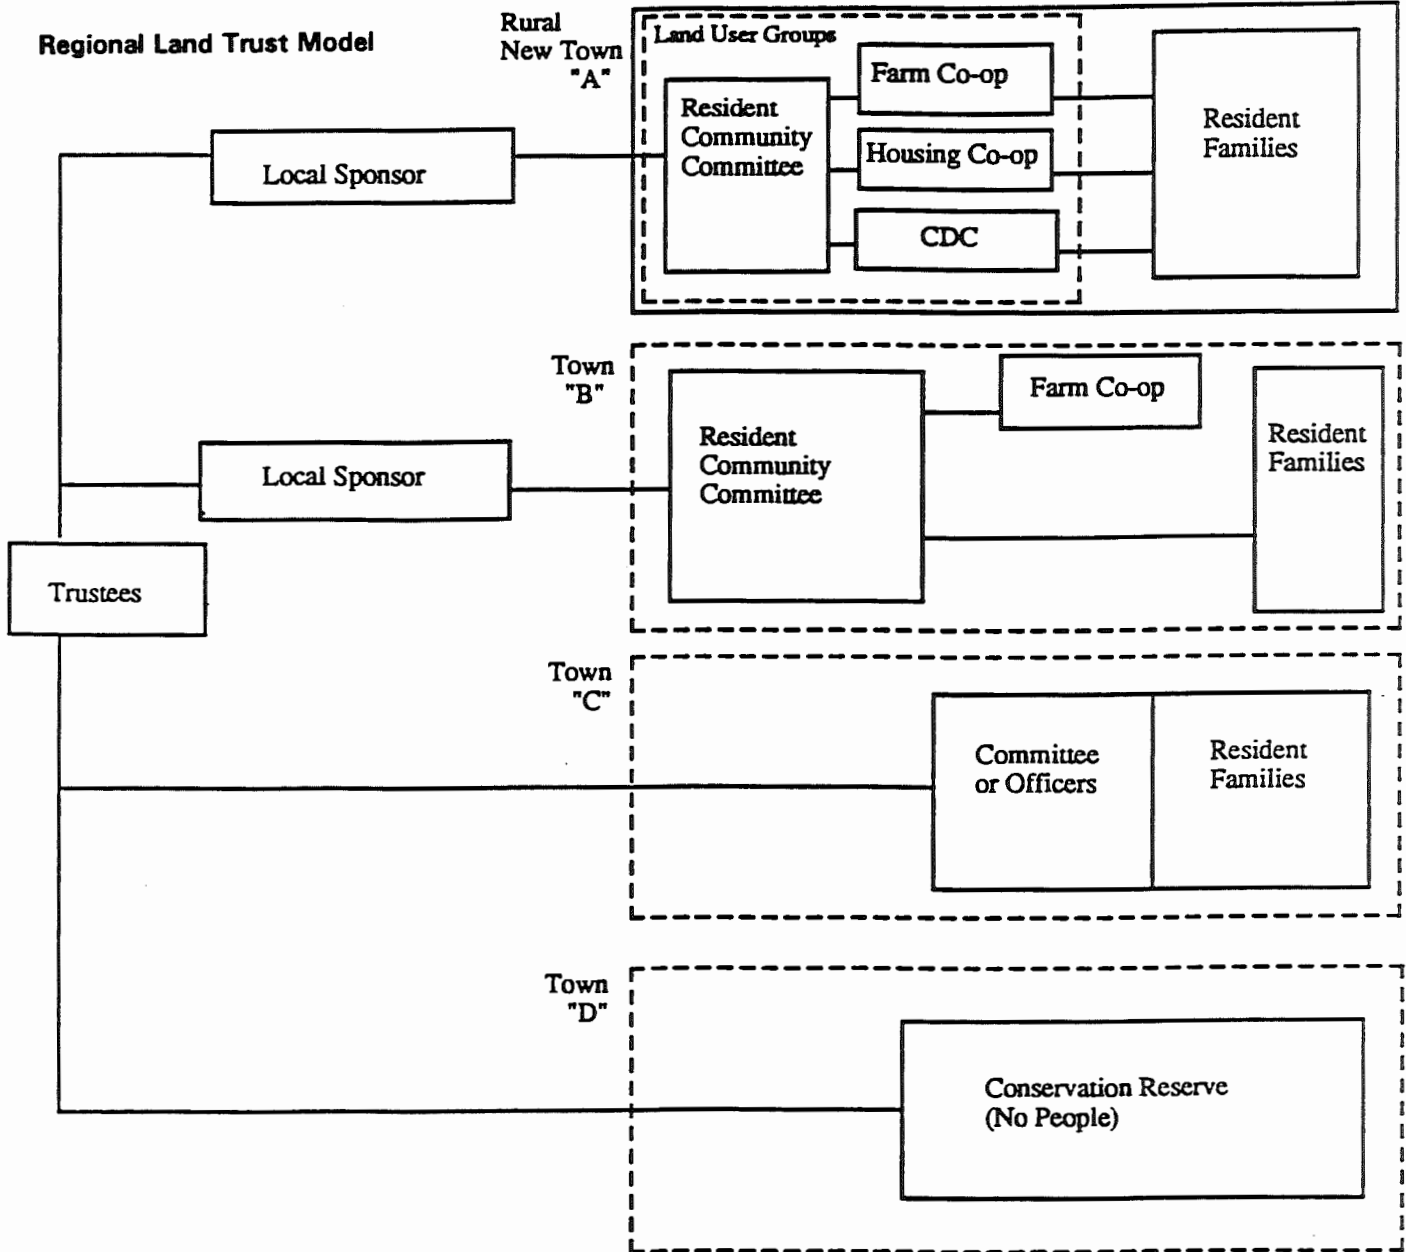 Regional Land Trust Model
Rural
New Town
"A"
Land User Groups
Local Sponsor
Resident
Community
Committee
Farm Co-op
Housing Co-op
CDC
Resident
Families
Town
"B"
Local Sponsor
Resident
Community
Committee
Farm Co-op
Resident
Families
Trustees
Town
"C"
Committee
or Officers
Resident
Families
Town
"D"
Conservation Reserve
(No People)